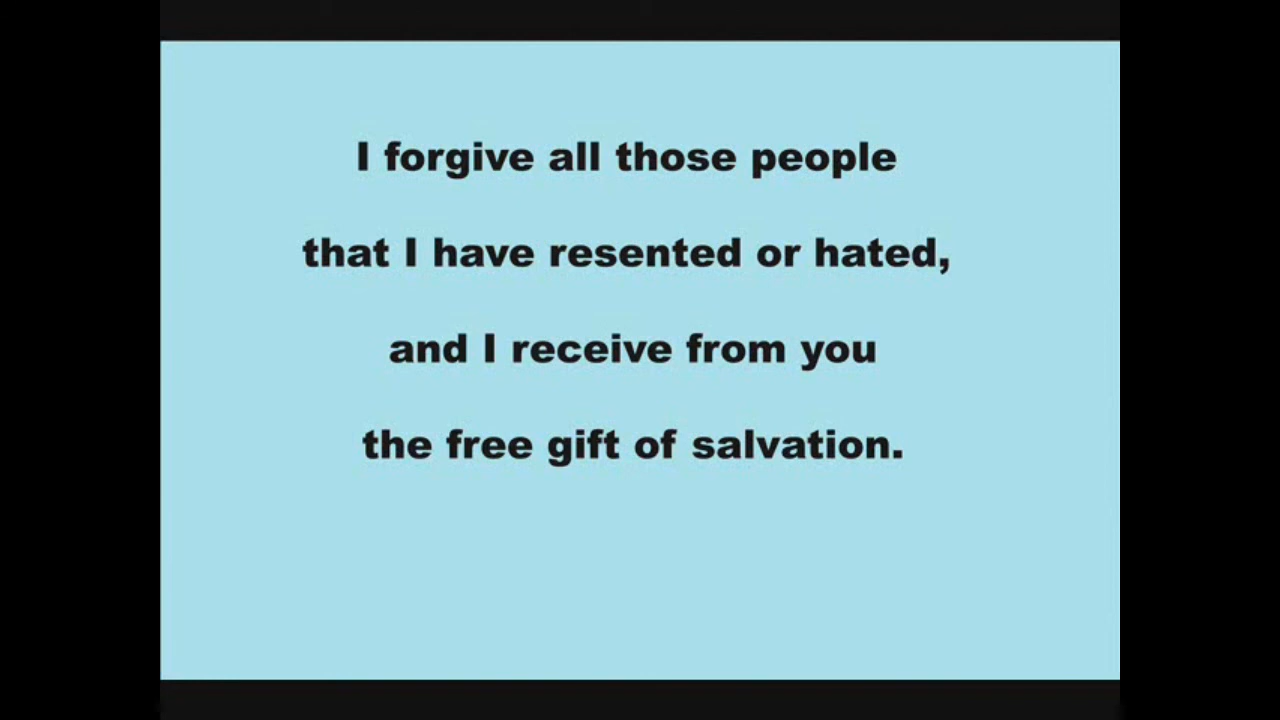 I forgive all those people
that I have resented or hated,
and I receive from you
the free gift of salvation.